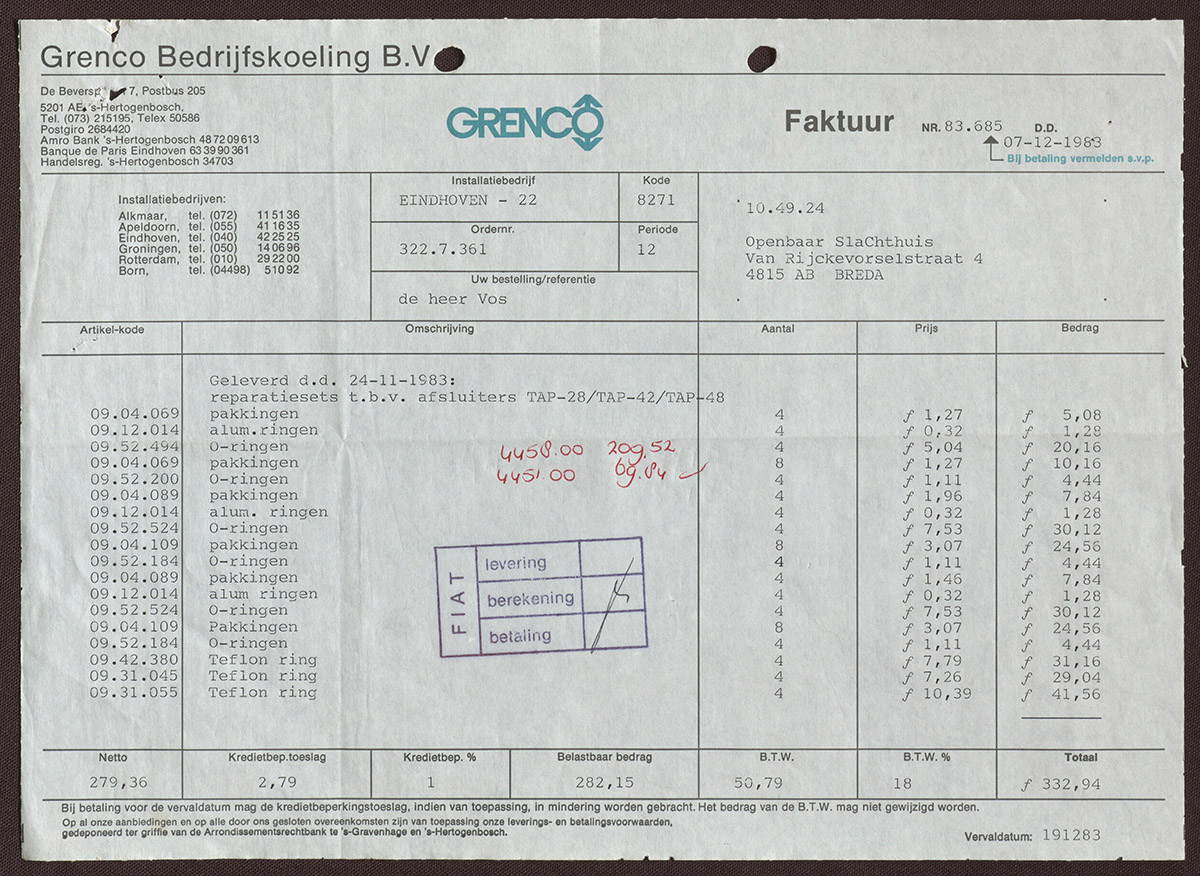 Grenco Bedrijfskoeling B.V.
De Beverspijken 7, Postbus 205
5201 AE 's-Hertogenbosch,
Tel. (073) 215195, Telex 50586
Postgiro 2684420
Amro Bank 's-Hertogenbosch 48 72 09 613
Banque de Paris Eindhoven 63 39 90 361
Handelsreg. 's-Hertogenbosch 34703
GRENCO
Faktuur NR. 83.685 D.D. 07-12-1983
Bij betaling vermelden s.v.p.
Installatiebedrijven:
Alkmaar, tel. (072) 11 51 36
Apeldoorn, tel. (055) 41 16 35
Eindhoven, tel. (040) 42 25 25
Groningen, tel. (050) 14 06 96
Rotterdam, tel. (010) 29 22 00
Born, tel. (04498) 5 10 92
Installatiebedrijf Kode
EINDHOVEN - 22 8271
Ordernr. Periode
322.7.361 12
Uw bestelling/referentie
de heer Vos
10.49.24
Openbaar SlaChthuis
Van Rijckevorselstraat 4
4815 AB BREDA
Artikel-kode Omschrijving Aantal Prijs Bedrag
Geleverd d.d. 24-11-1983:
reparatiesets t.b.v. afsluiters TAP-28/TAP-42/TAP-48
09.04.069 pakkingen 4 ƒ 1,27 ƒ 5,08
09.12.014 alum.ringen 4 ƒ 0,32 ƒ 1,28
09.52.494 O-ringen 4 ƒ 5,04 ƒ 20,16
09.04.069 pakkingen 8 ƒ 1,27 ƒ 10,16
09.52.200 O-ringen 4 ƒ 1,11 ƒ 4,44
09.04.089 pakkingen 4 ƒ 1,96 ƒ 7,84
09.12.014 alum. ringen 4 ƒ 0,32 ƒ 1,28
09.52.524 O-ringen 4 ƒ 7,53 ƒ 30,12
09.04.109 pakkingen 8 ƒ 3,07 ƒ 24,56
09.52.184 O-ringen 4 ƒ 1,11 ƒ 4,44
09.04.089 pakkingen 4 ƒ 1,46 ƒ 7,84
09.12.014 alum ringen 4 ƒ 0,32 ƒ 1,28
09.52.524 O-ringen 4 ƒ 7,53 ƒ 30,12
09.04.109 Pakkingen 8 ƒ 3,07 ƒ 24,56
09.52.184 O-ringen 4 ƒ 1,11 ƒ 4,44
09.42.380 Teflon ring 4 ƒ 7,79 ƒ 31,16
09.31.045 Teflon ring 4 ƒ 7,26 ƒ 29,04
09.31.055 Teflon ring 4 ƒ 10,39 ƒ 41,56
4458.00 209.52
4451.00 69.84
FIAT
levering
berekening
betaling
Netto Kredietbep.toeslag Kredietbep. % Belastbaar bedrag B.T.W. B.T.W. % Totaal
279,36 2,79 1 282,15 50,79 18 ƒ 332,94
Bij betaling voor de vervaldatum mag de kredietbeperkingstoeslag, indien van toepassing, in mindering worden gebracht. Het bedrag van de B.T.W. mag niet gewijzigd worden.
Op al onze aanbiedingen en op alle door ons gesloten overeenkomsten zijn van toepassing onze leverings- en betalingsvoorwaarden,
gedeponeerd ter griffie van de Arrondissementsrechtbank te 's-Gravenhage en 's-Hertogenbosch.
Vervaldatum: 191283